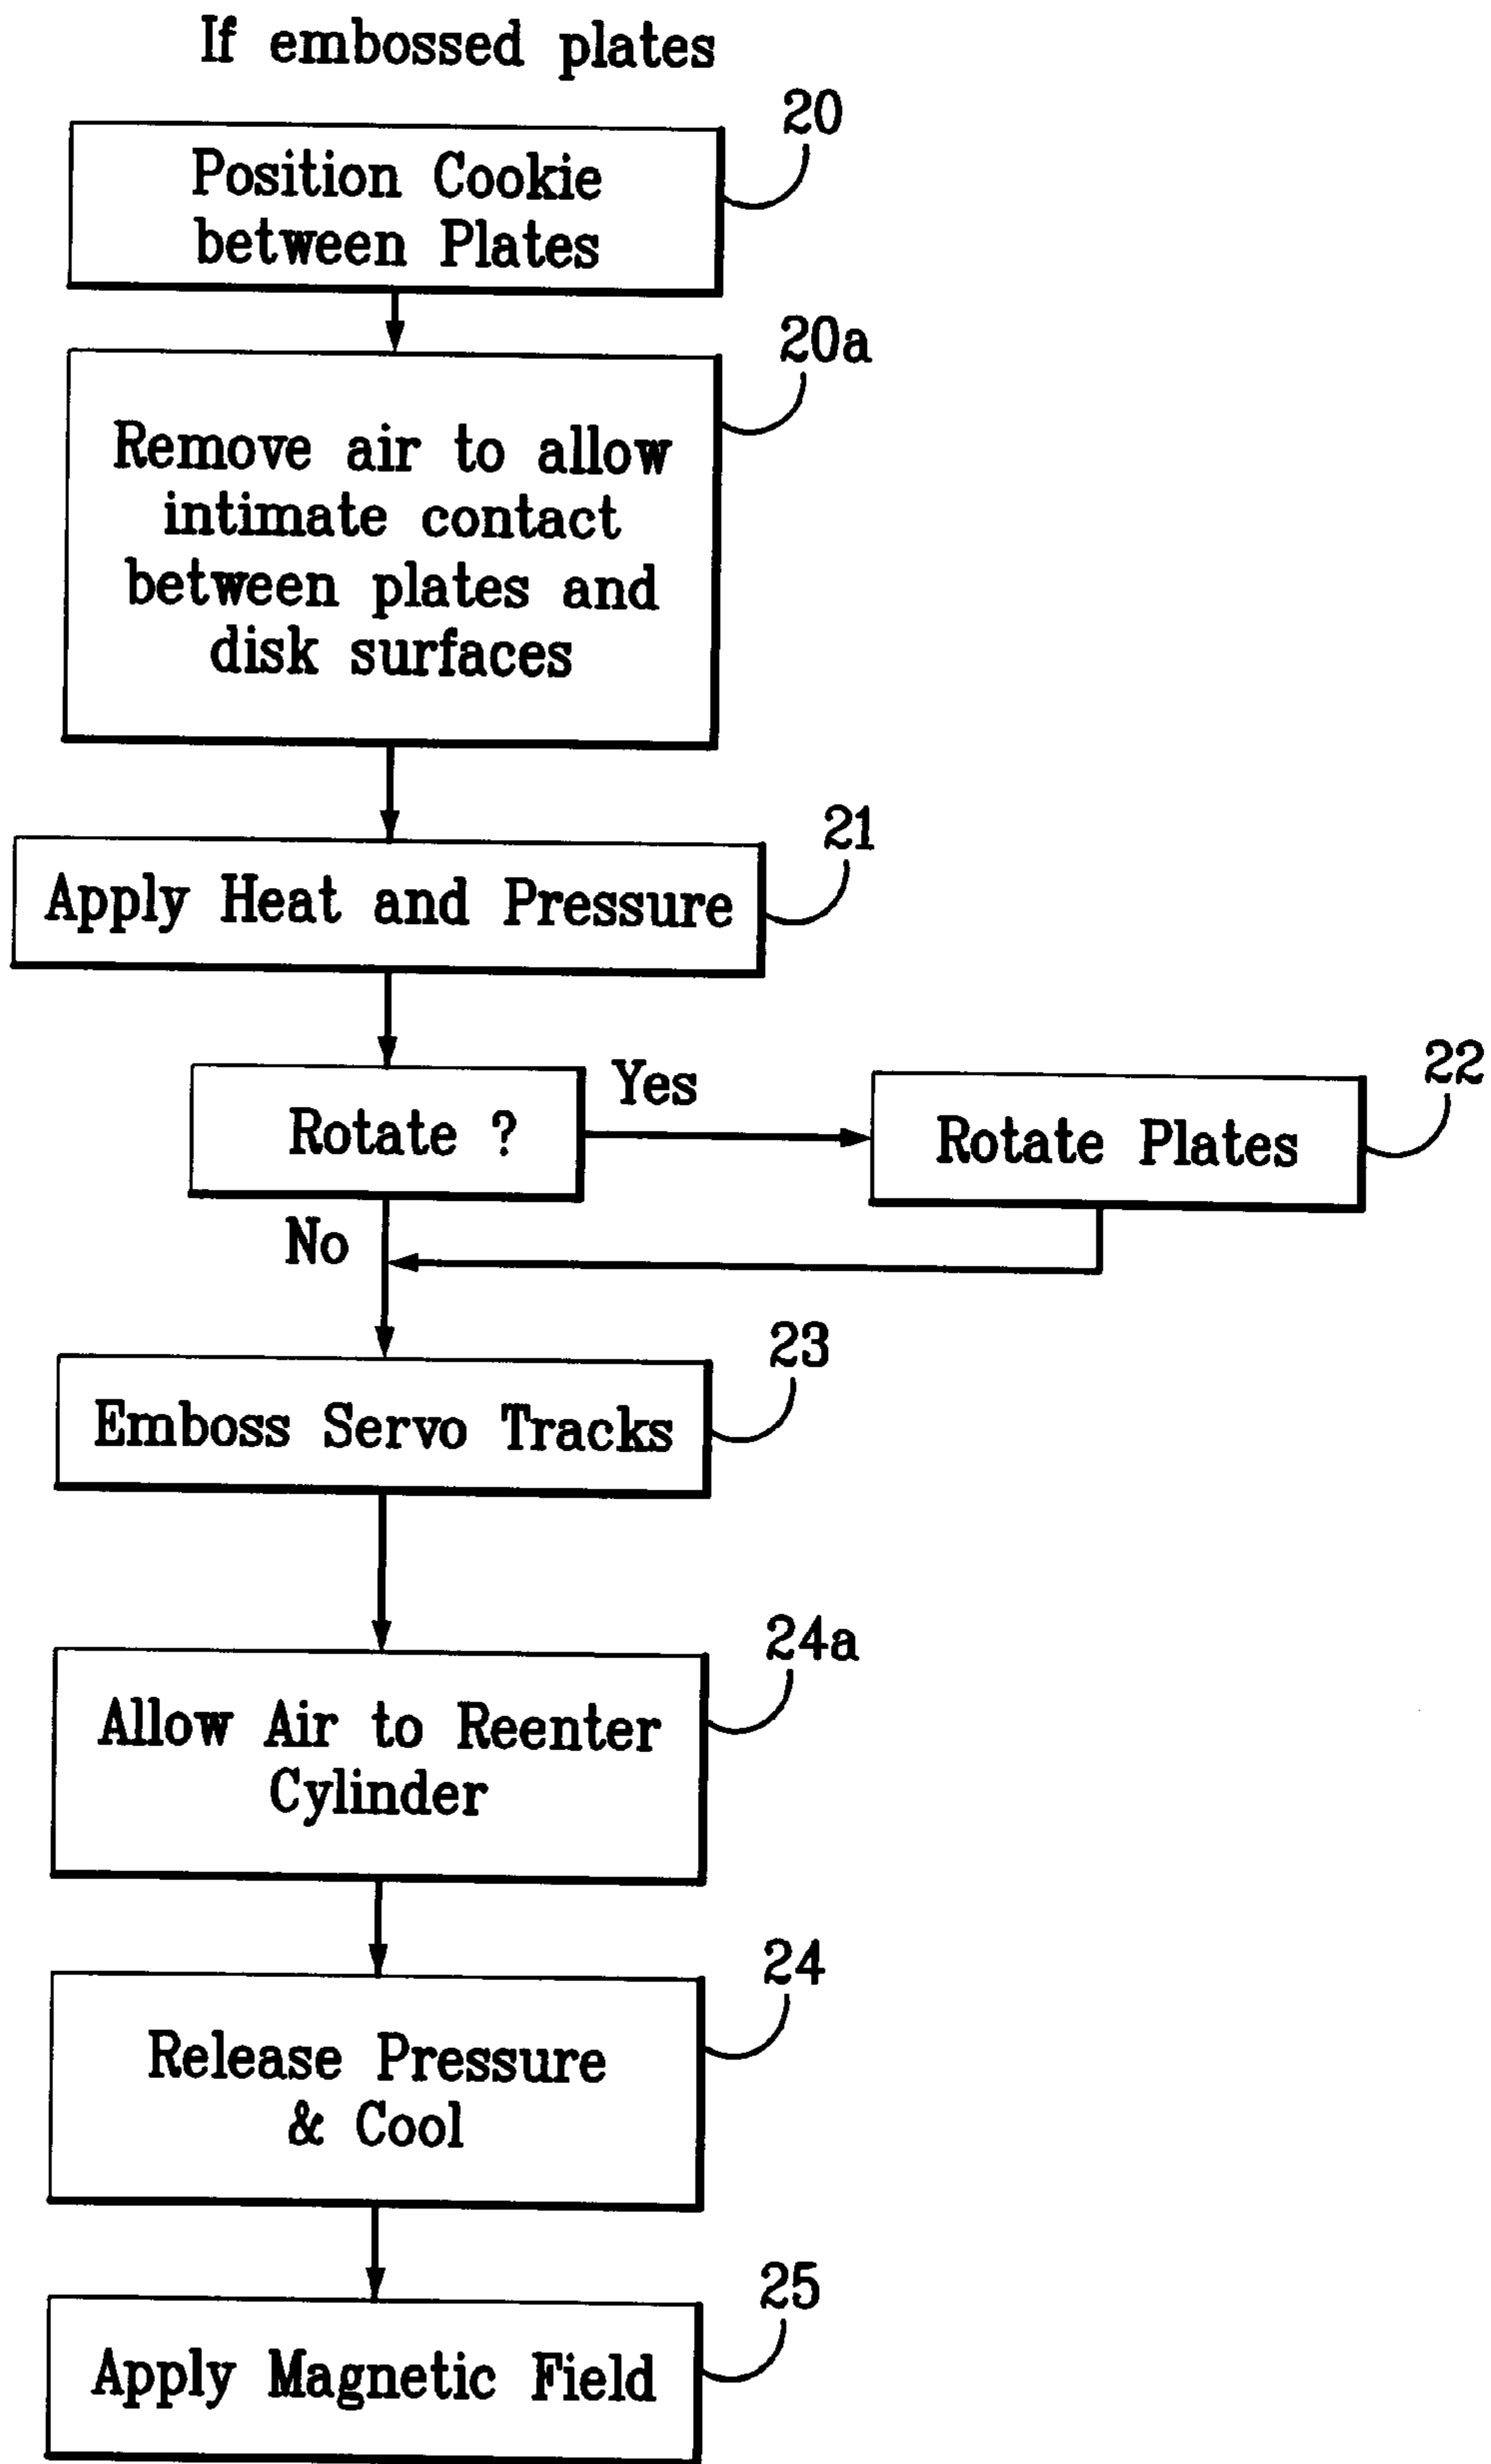 If embossed plates
20
Position Cookie
between Plates
20a
Remove air to allow
intimate contact
between plates and
disk surfaces
21
Apply Heat and Pressure
Rotate ?
Yes
22
Rotate Plates
No
23
Emboss Servo Tracks
24a
Allow Air to Reenter
Cylinder
24
Release Pressure
& Cool
25
Apply Magnetic Field